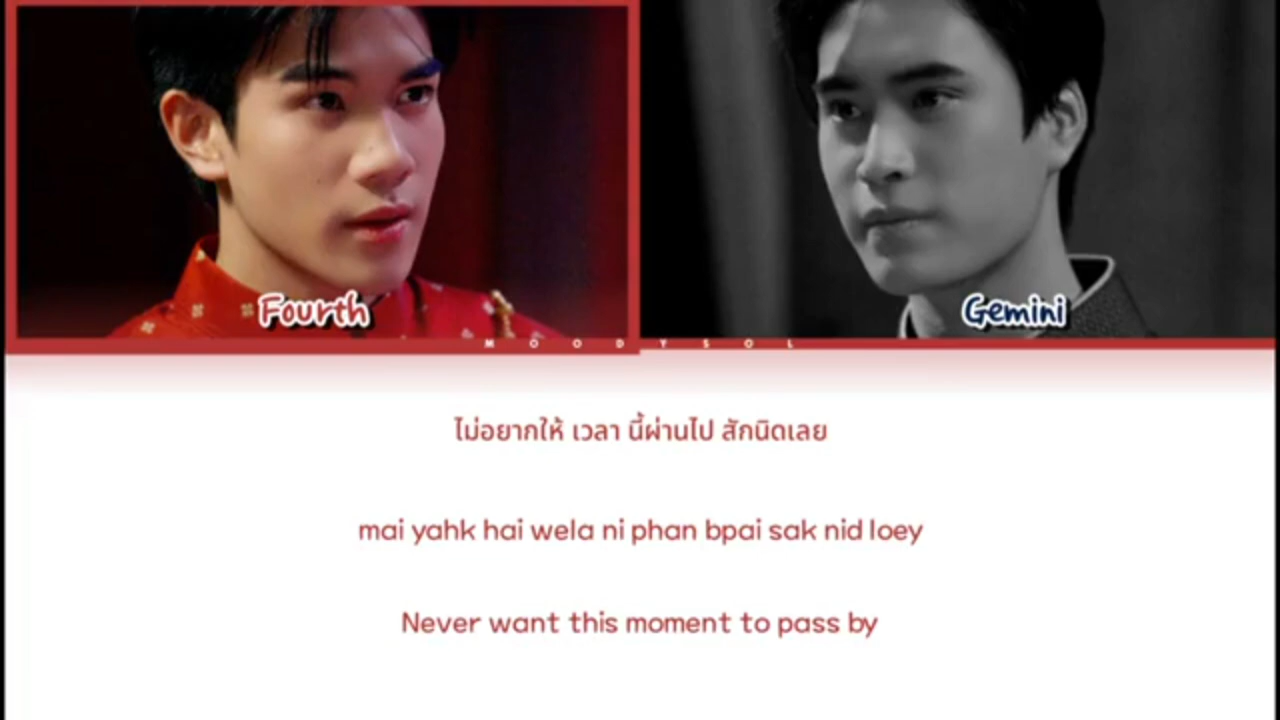 Fourth
Gemini
MOODYSOL
ไม่อยากให้ เวลา นี้ผ่านไป สักนิดเลย
mai yahk hai wela ni phan bpai sak nid loey
Never want this moment to pass by